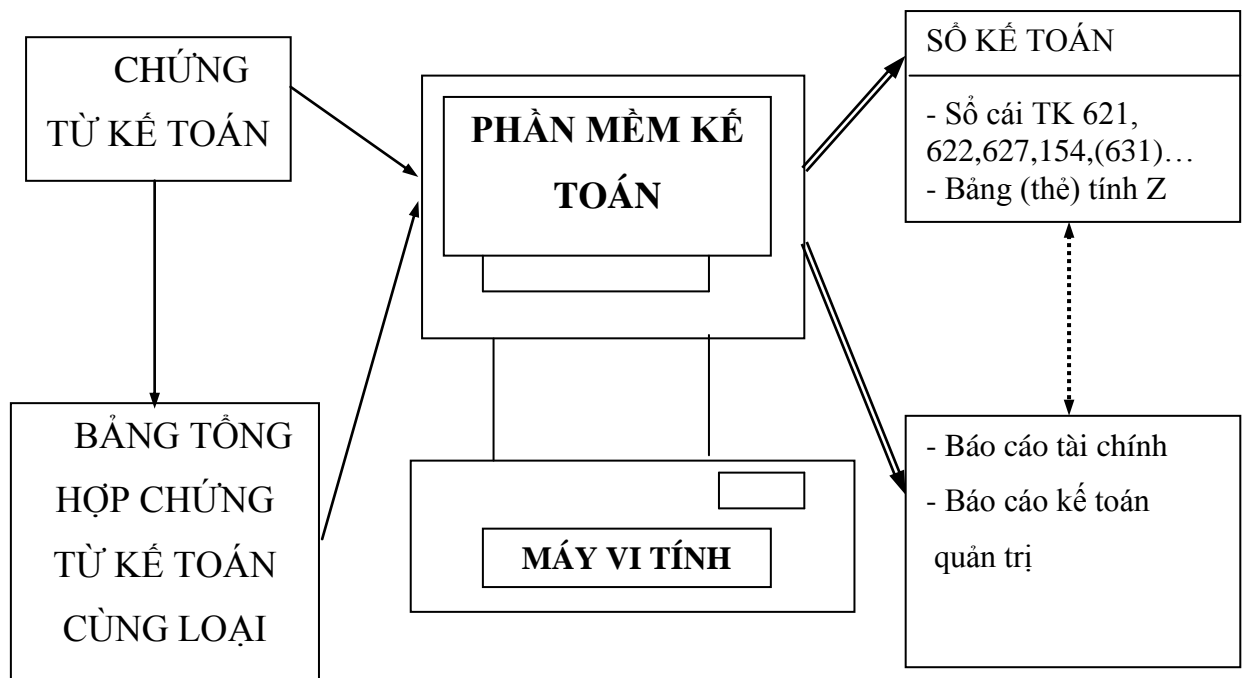 CHỨNG
TỪ KẾ TOÁN
BẢNG TỔNG
HỢP CHỨNG
TỪ KẾ TOÁN
CÙNG LOẠI
PHẦN MỀM KẾ
TOÁN
MÁY VI TÍNH
SỔ KẾ TOÁN
- Sổ cái TK 621,
622,627,154,(631)…
- Bảng (thẻ) tính Z
- Báo cáo tài chính
- Báo cáo kế toán
quản trị